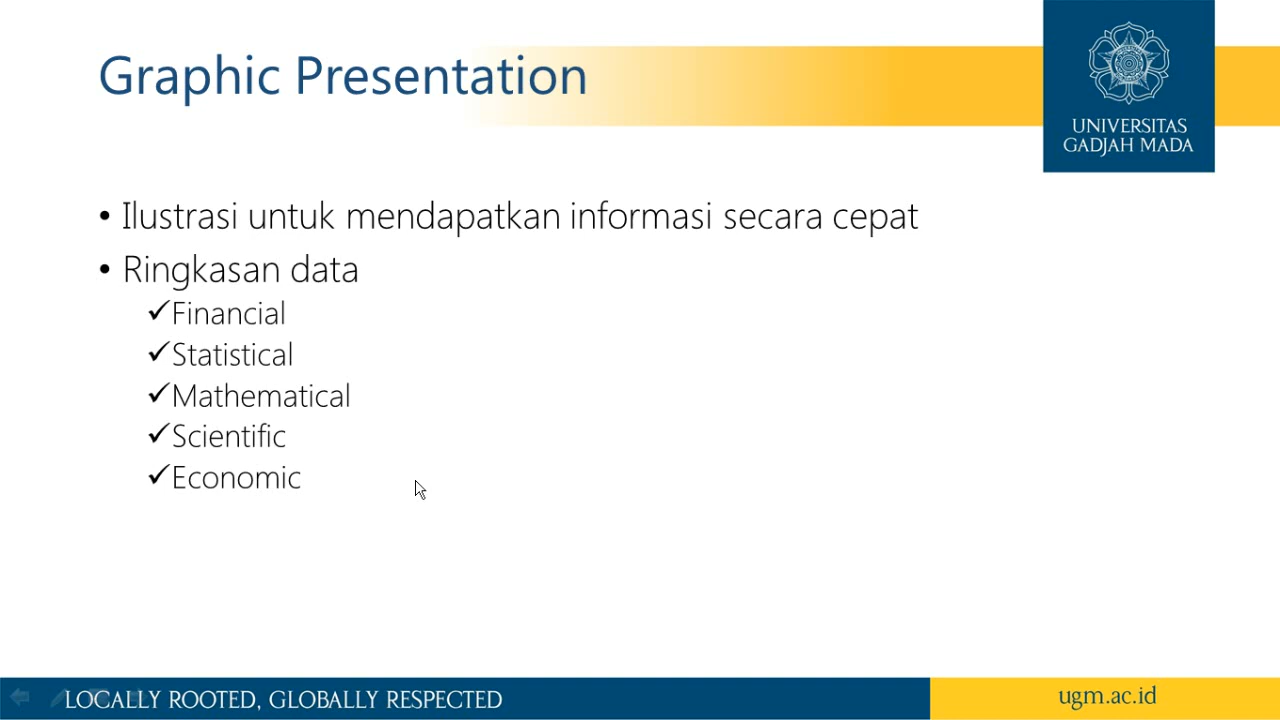 Graphic Presentation
UNIVERSITAS
GADJAH MADA
• Ilustrasi untuk mendapatkan informasi secara cepat
• Ringkasan data
✓Financial
✓Statistical
✓Mathematical
✓Scientific
✓Economic
LOCALLY ROOTED, GLOBALLY RESPECTED
ugm.ac.id